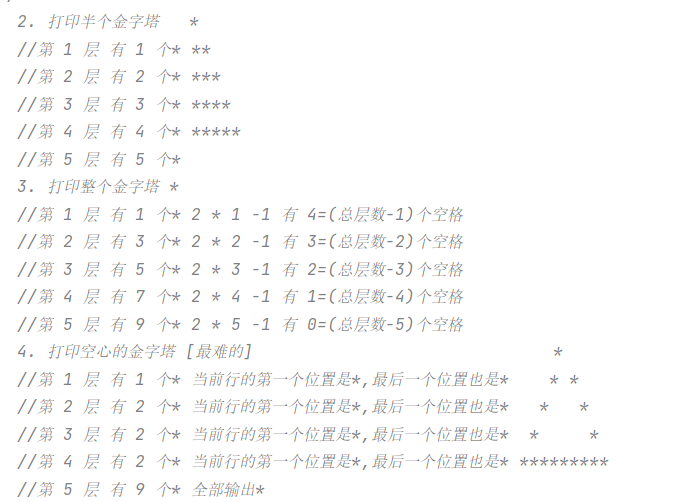 2. 打印半个金字塔   *
//第 1 层 有 1 个* **
//第 2 层 有 2 个* ***
//第 3 层 有 3 个* ****
//第 4 层 有 4 个* *****
//第 5 层 有 5 个*
3. 打印整个金字塔 *
//第 1 层 有 1 个* 2 * 1 -1 有 4=(总层数-1)个空格
//第 2 层 有 3 个* 2 * 2 -1 有 3=(总层数-2)个空格
//第 3 层 有 5 个* 2 * 3 -1 有 2=(总层数-3)个空格
//第 4 层 有 7 个* 2 * 4 -1 有 1=(总层数-4)个空格
//第 5 层 有 9 个* 2 * 5 -1 有 0=(总层数-5)个空格
4. 打印空心的金字塔 [最难的]                              *
//第 1 层 有 1 个* 当前行的第一个位置是*,最后一个位置也是*    * *
//第 2 层 有 2 个* 当前行的第一个位置是*,最后一个位置也是*   *   *
//第 3 层 有 2 个* 当前行的第一个位置是*,最后一个位置也是*  *     *
//第 4 层 有 2 个* 当前行的第一个位置是*,最后一个位置也是* *********
//第 5 层 有 9 个* 全部输出*